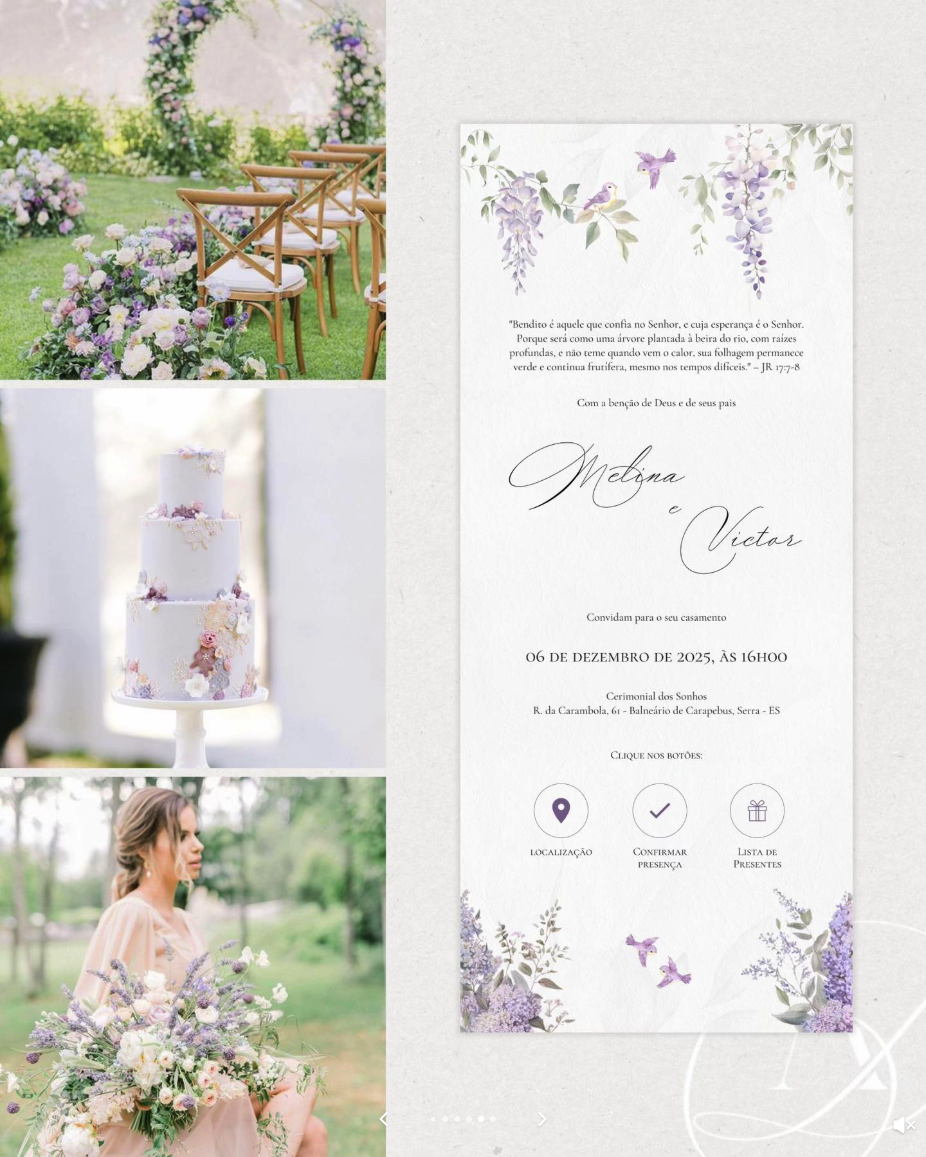 "Bendito é aquele que confia no Senhor, e cuja esperança é o Senhor.
Porque será como uma árvore plantada à beira do rio, com raízes
profundas, e não teme quando vem o calor, sua folhagem permanece
verde e continua frutífera, mesmo nos tempos difíceis." – JR 17:7-8
Com a benção de Deus e de seus pais
Melina
e
Victor
Convidam para o seu casamento
06 DE DEZEMBRO DE 2025, ÀS 16H00
Cerimonial dos Sonhos
R. da Carambola, 61 - Balneário de Carapebus, Serra - ES
CLIQUE NOS BOTÕES:
LOCALIZAÇÃO
CONFIRMAR
PRESENÇA
LISTA DE
PRESENTES